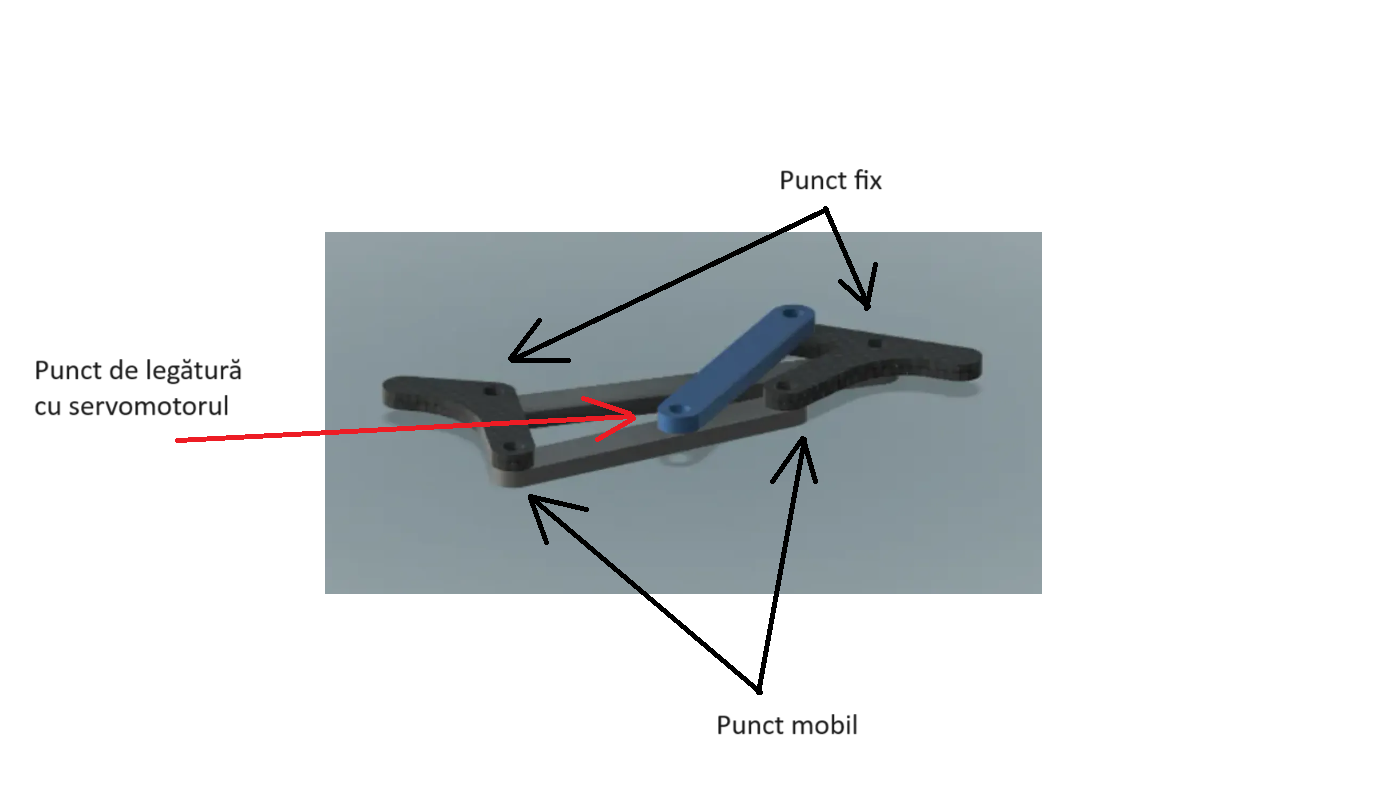 Punct fix
Punct de legătură
cu servomotorul
Punct mobil